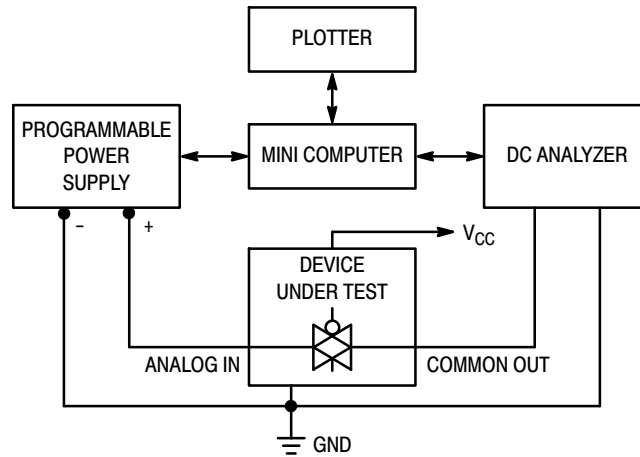 PLOTTER
PROGRAMMABLE
POWER
SUPPLY
MINI COMPUTER
DC ANALYZER
– +
VCC
DEVICE
UNDER TEST
ANALOG IN
COMMON OUT
GND